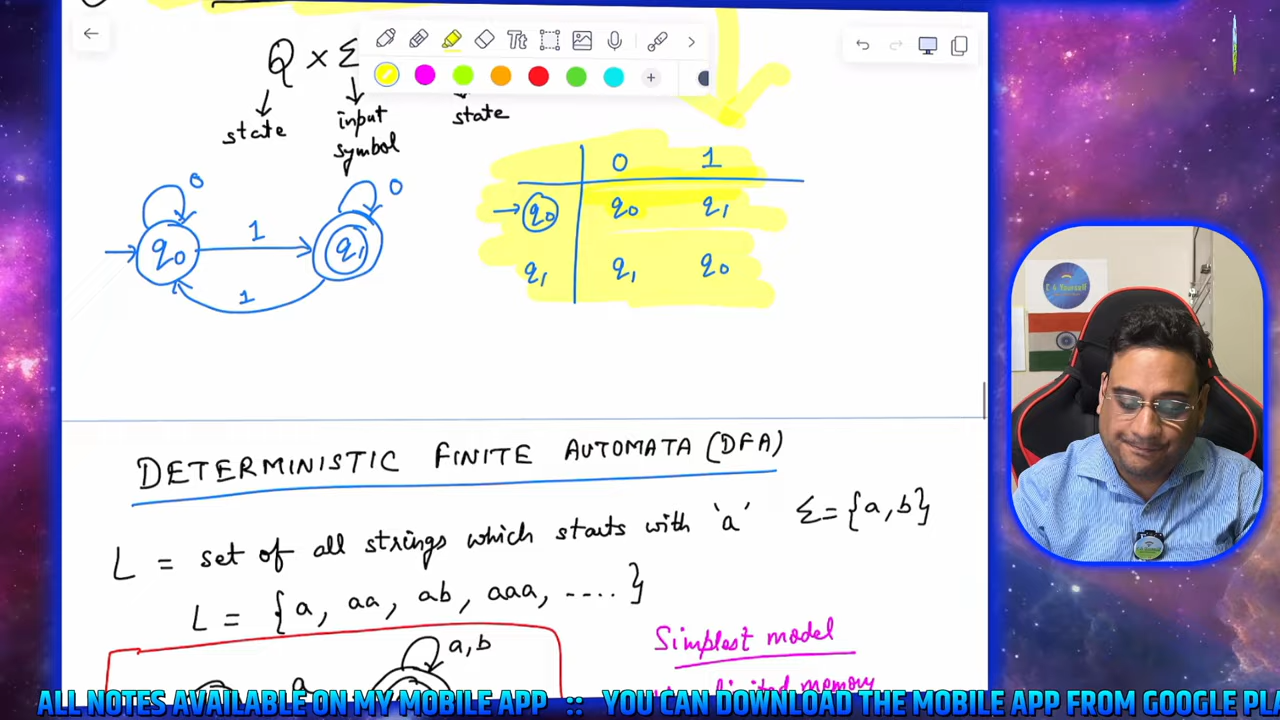 Q × Σ
state
input symbol
state
0
0
q0
1
q1
1
0 1
→ q0 q0 q1
q1 q1 q0
DETERMINISTIC FINITE AUTOMATA (DFA)
L = set of all strings which starts with 'a' Σ = {a, b}
L = {a, aa, ab, aaa, ....}
a, b
a
Simplest model
limited memory
ALL NOTES AVAILABLE ON MY MOBILE APP :: YOU CAN DOWNLOAD THE MOBILE APP FROM GOOGLE PLA